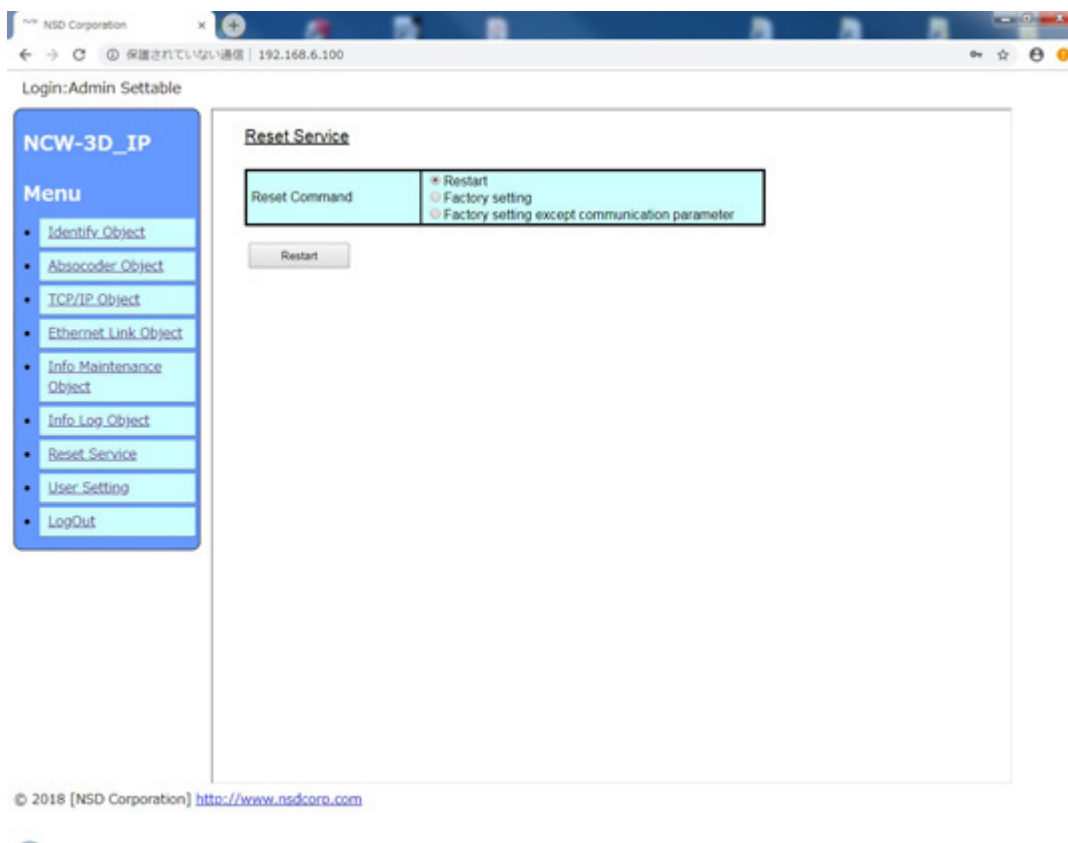 NSD Corporation
保護されていない通信 | 192.168.6.100
Login:Admin Settable
NCW-3D_IP
Menu
Identify Object
Absocoder Object
TCP/IP Object
Ethernet Link Object
Info Maintenance
Object
Info Log Object
Reset Service
User Setting
LogOut
Reset Service
Reset Command
Restart
Factory setting
Factory setting except communication parameter
Restart
© 2018 [NSD Corporation] http://www.nsdcorp.com